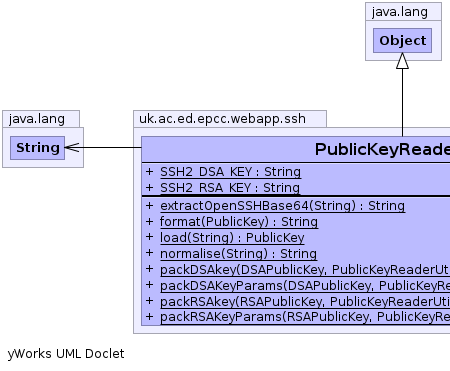 java.lang
Object
java.lang
String
uk.ac.ed.epcc.webapp.ssh
PublicKeyReade
+ SSH2_DSA_KEY : String
+ SSH2_RSA_KEY : String
+ extractOpenSSHBase64(String) : String
+ format(PublicKey) : String
+ load(String) : PublicKey
+ normalise(String) : String
+ packDSAkey(DSAPublicKey, PublicKeyReaderUti
+ packDSAKeyParams(DSAPublicKey, PublicKeyRe
+ packRSAkey(RSAPublicKey, PublicKeyReaderUti
+ packRSAKeyParams(RSAPublicKey, PublicKeyRe
yWorks UML Doclet